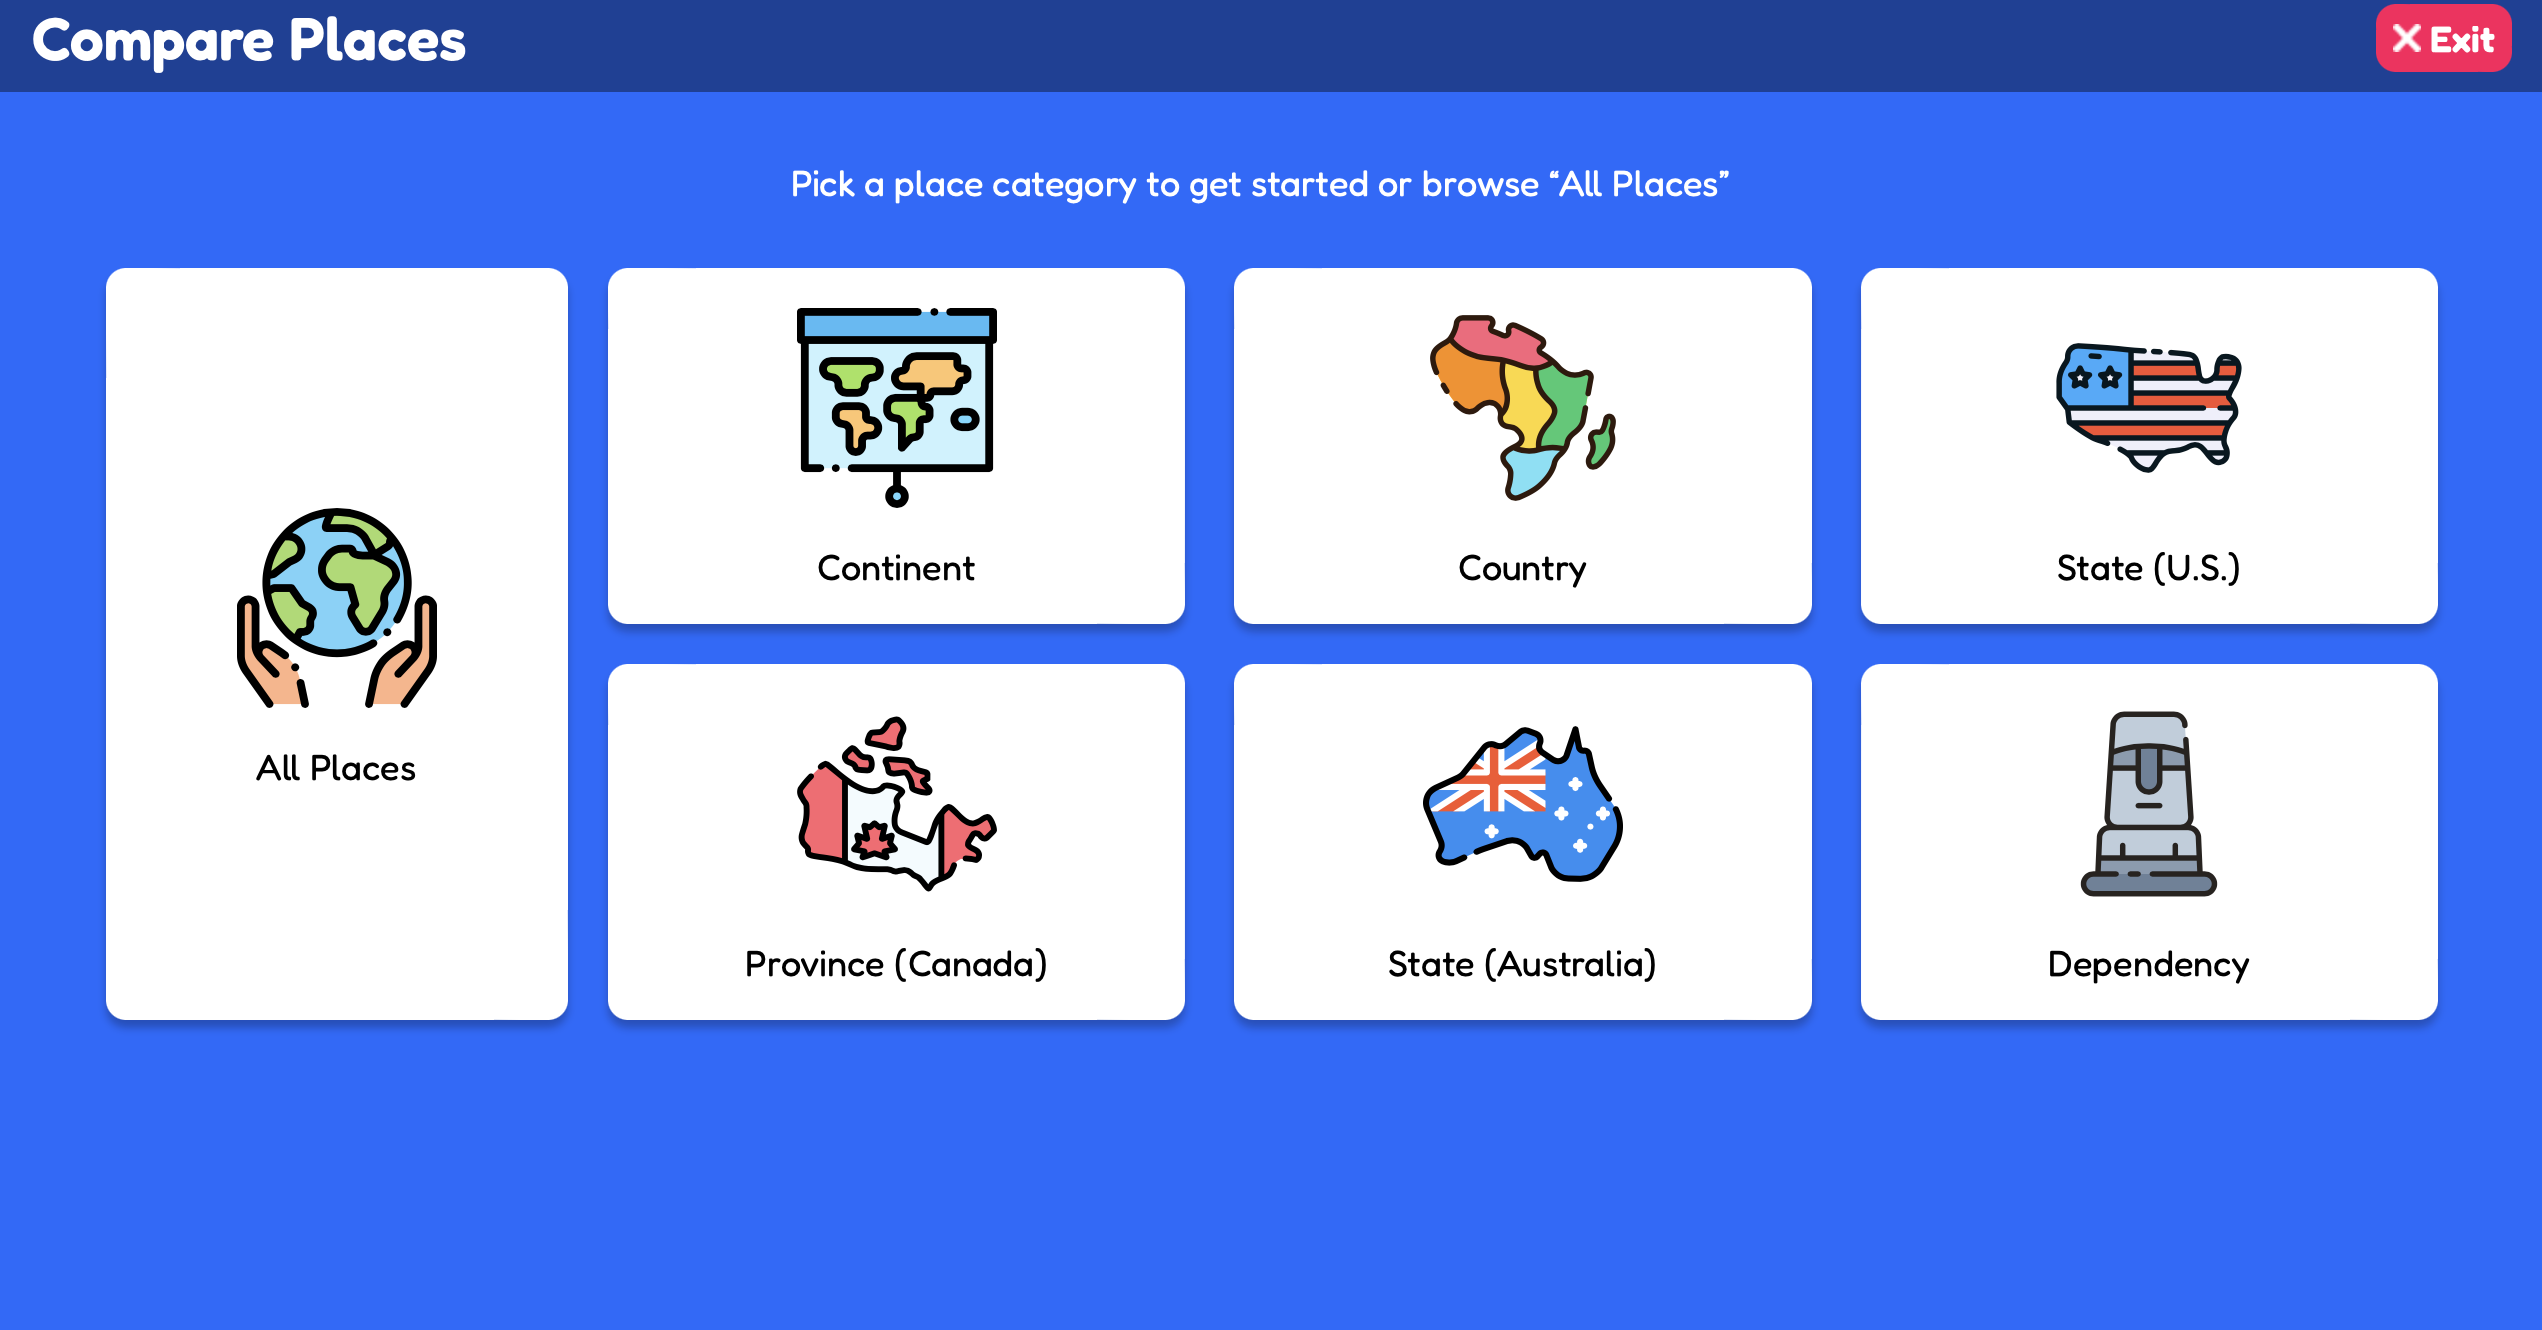 Compare Places
Exit
Pick a place category to get started or browse “All Places”
All Places
Continent
Country
State (U.S.)
Province (Canada)
State (Australia)
Dependency